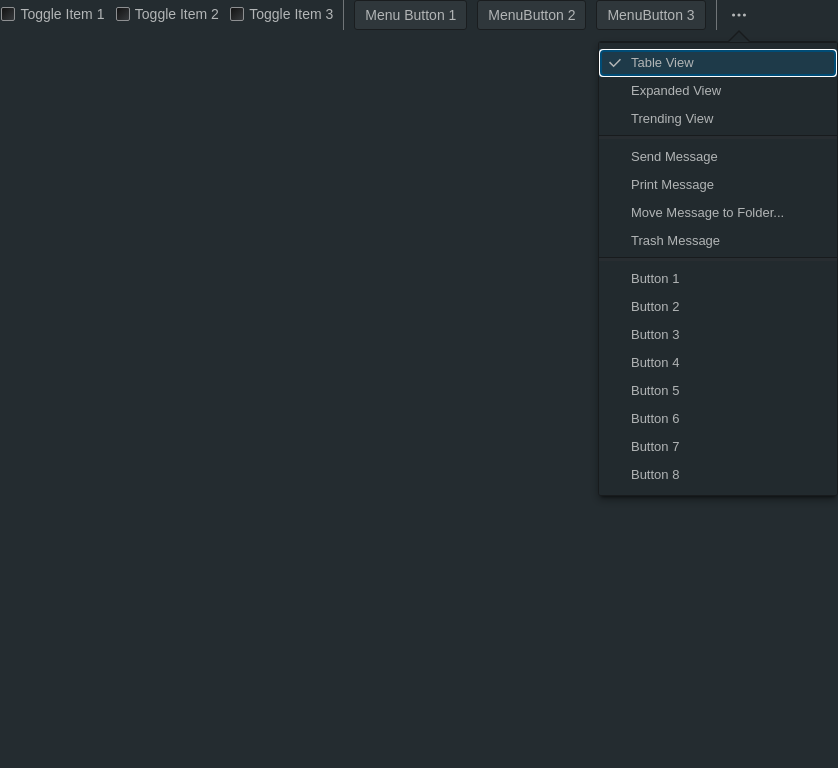 Toggle Item 1 Toggle Item 2 Toggle Item 3 Menu Button 1 MenuButton 2 MenuButton 3
Table View
Expanded View
Trending View
Send Message
Print Message
Move Message to Folder...
Trash Message
Button 1
Button 2
Button 3
Button 4
Button 5
Button 6
Button 7
Button 8